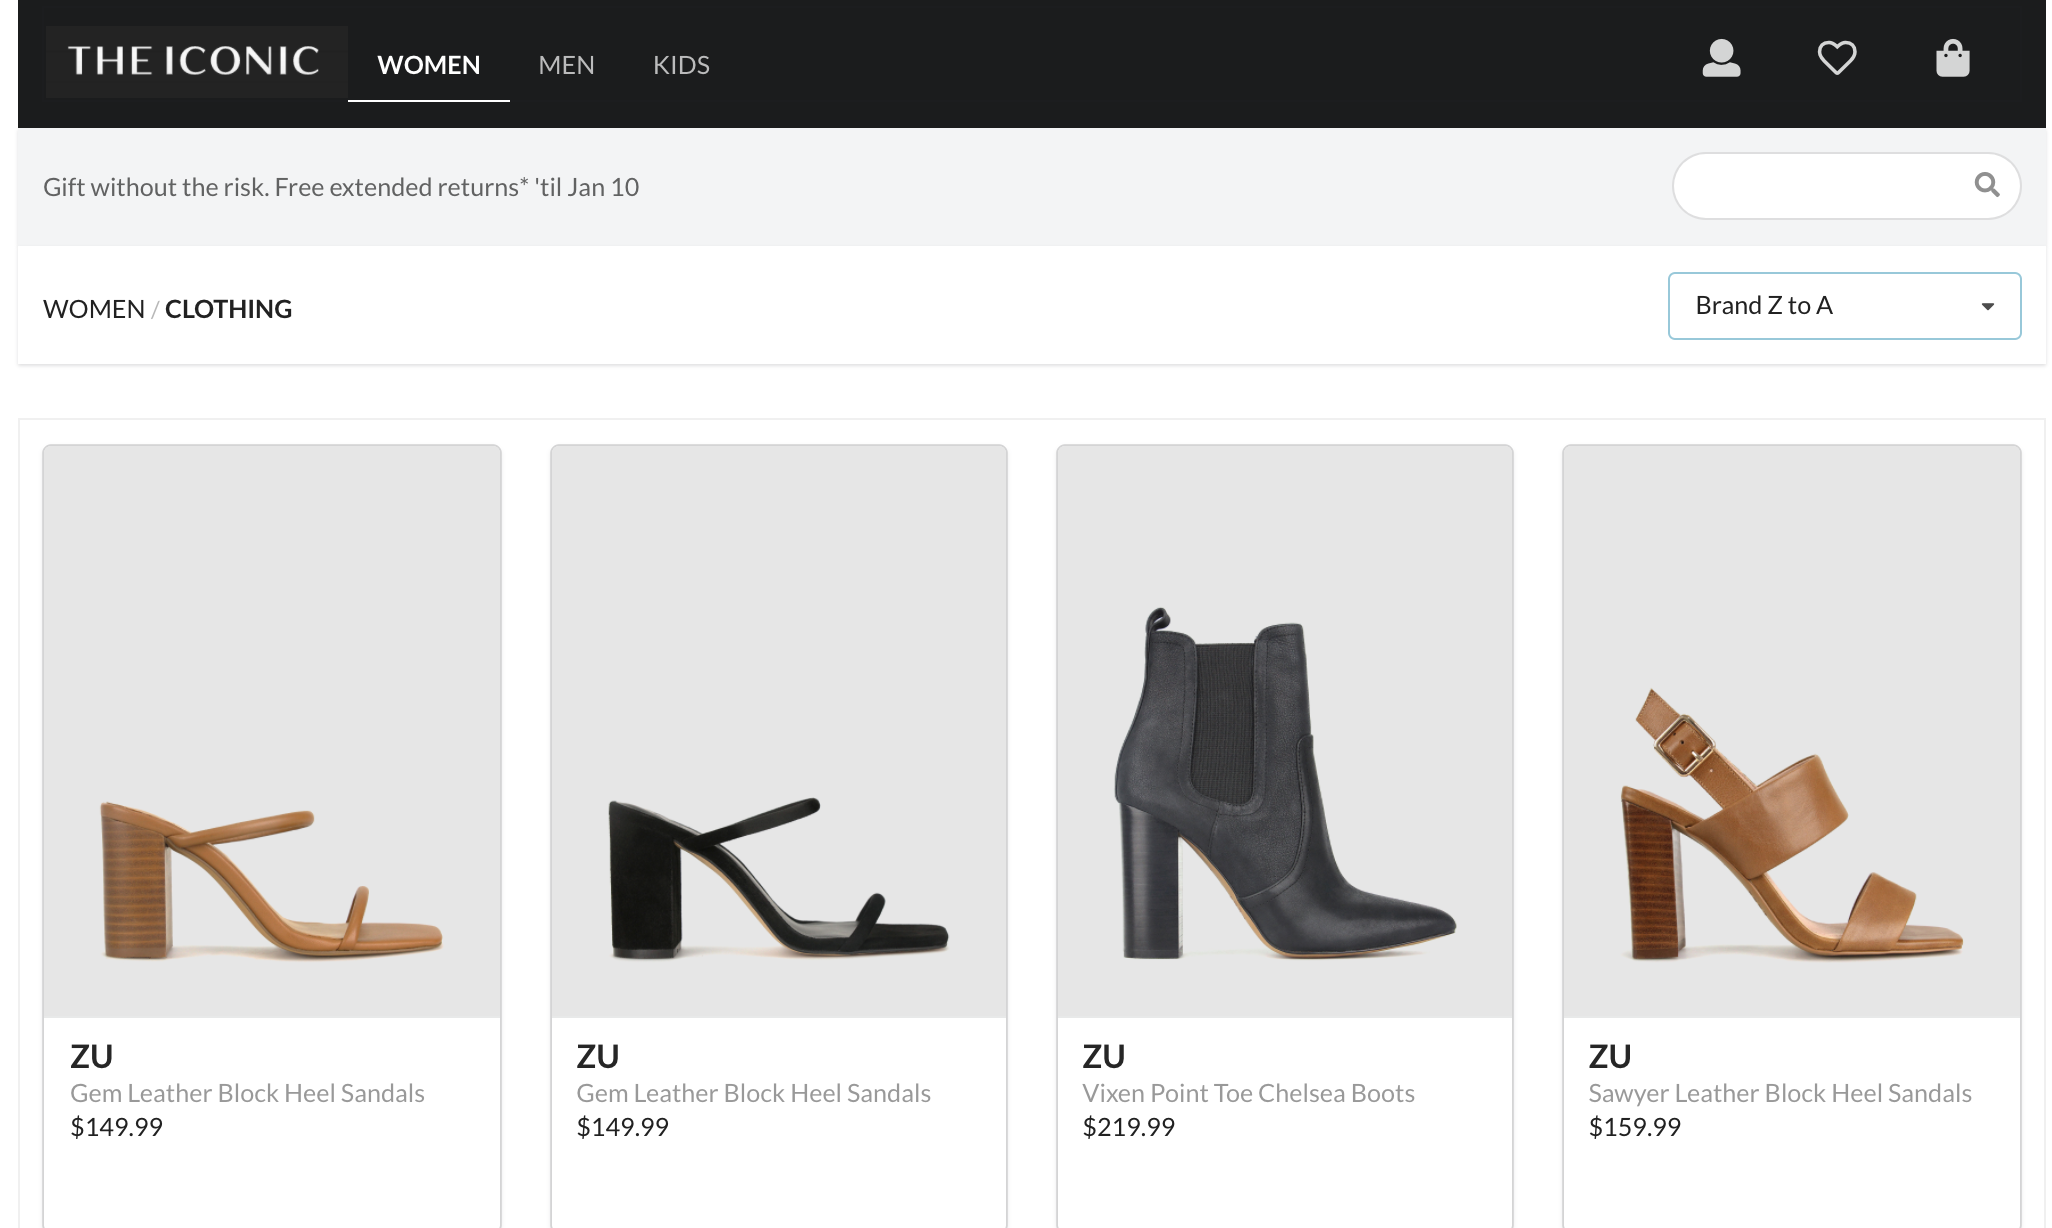 THE ICONIC
WOMEN
MEN
KIDS
Gift without the risk. Free extended returns* 'til Jan 10
WOMEN / CLOTHING
Brand Z to A
ZU
Gem Leather Block Heel Sandals
$149.99
ZU
Gem Leather Block Heel Sandals
$149.99
ZU
Vixen Point Toe Chelsea Boots
$219.99
ZU
Sawyer Leather Block Heel Sandals
$159.99